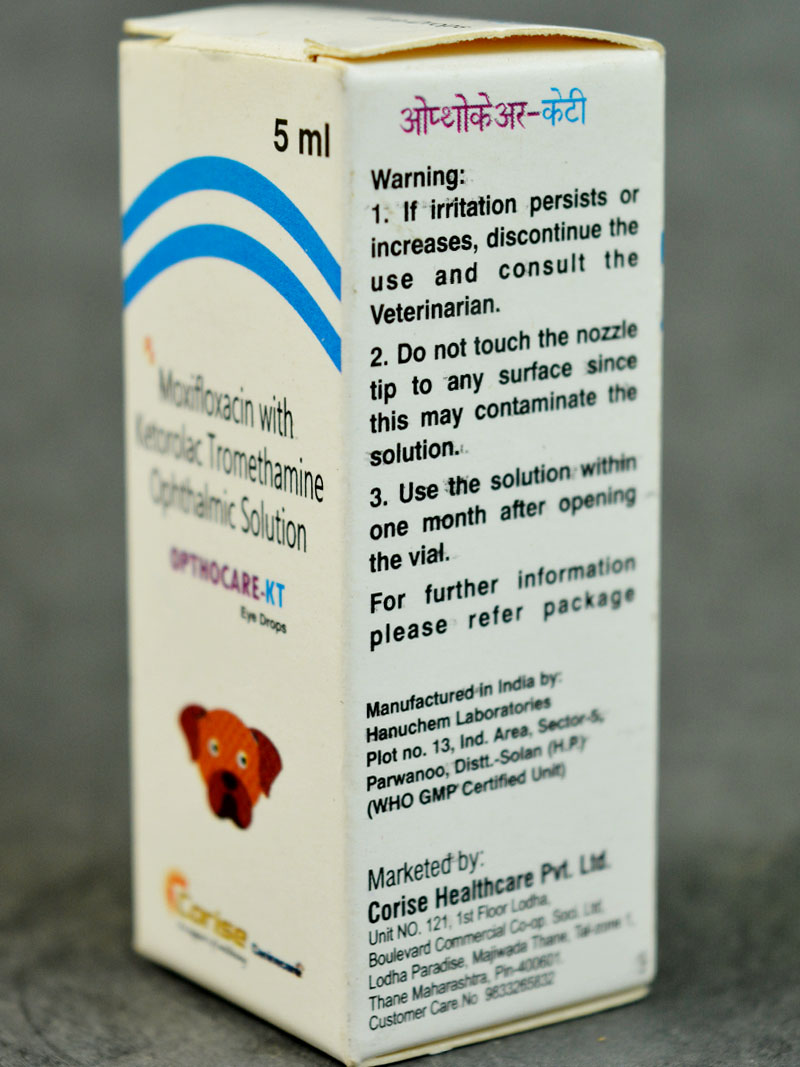 5 ml
Moxifloxacin with
Ketorolac Tromethamine
Ophthalmic Solution
OPTHOCARE-KT
Eye Drops
Corise
ओप्थोकेअर-केटी
Warning:
1. If irritation persists or
increases, discontinue the
use and consult the
Veterinarian.
2. Do not touch the nozzle
tip to any surface since
this may contaminate the
solution.
3. Use the solution within
one month after opening
the vial.
For further information
please refer package
Manufactured in India by:
Hanuchem Laboratories
Plot no. 13, Ind. Area, Sector-5,
Parwanoo, Distt.-Solan (H.P.)
(WHO GMP Certified Unit)
Marketed by:
Corise Healthcare Pvt. Ltd.
Unit NO. 121, 1st Floor Lodha,
Boulevard Commercial Co-op. Soci. Ltd,
Lodha Paradise, Majiwada Thane, Tal-zone 1,
Thane Maharashtra, Pin-400601.
Customer Care No 9833265832